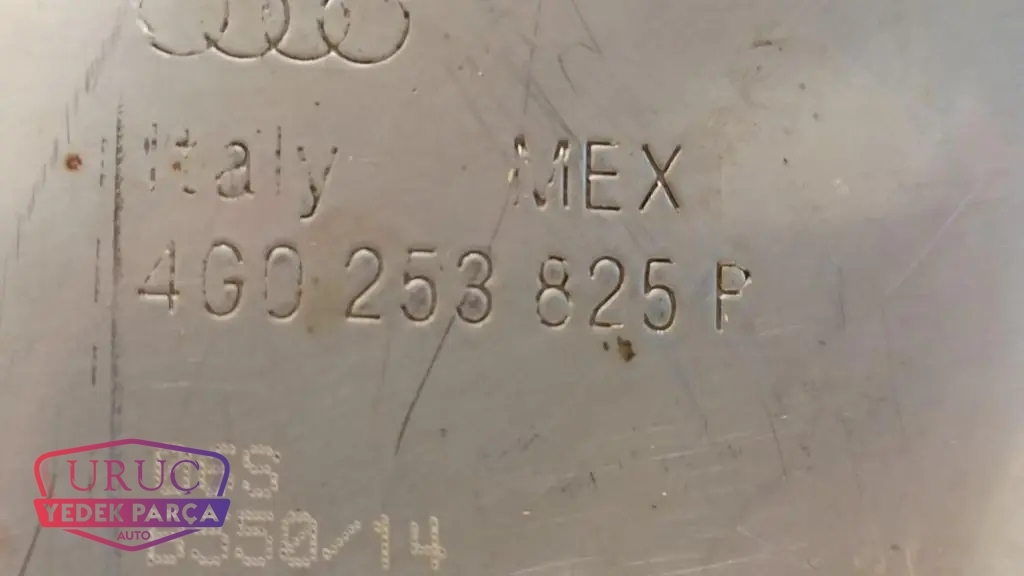 Italy MEX
4G0 253 825 P
URUÇ
YEDEK PARÇA
AUTO